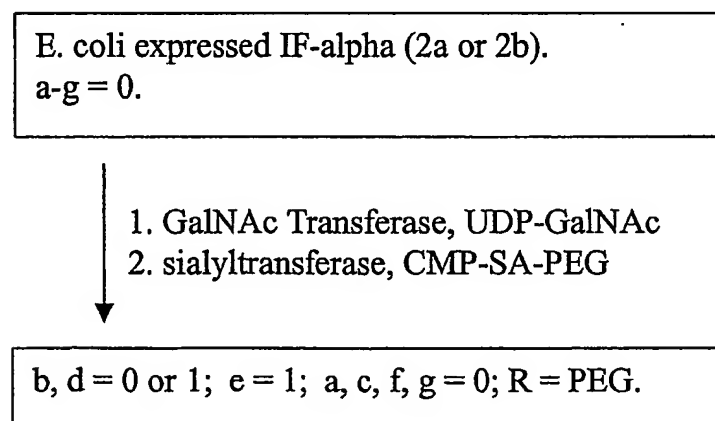 E. coli expressed IF-alpha (2a or 2b).
a-g = 0.
1. GalNAc Transferase, UDP-GalNAc
2. sialyltransferase, CMP-SA-PEG
b, d = 0 or 1; e = 1; a, c, f, g = 0; R = PEG.